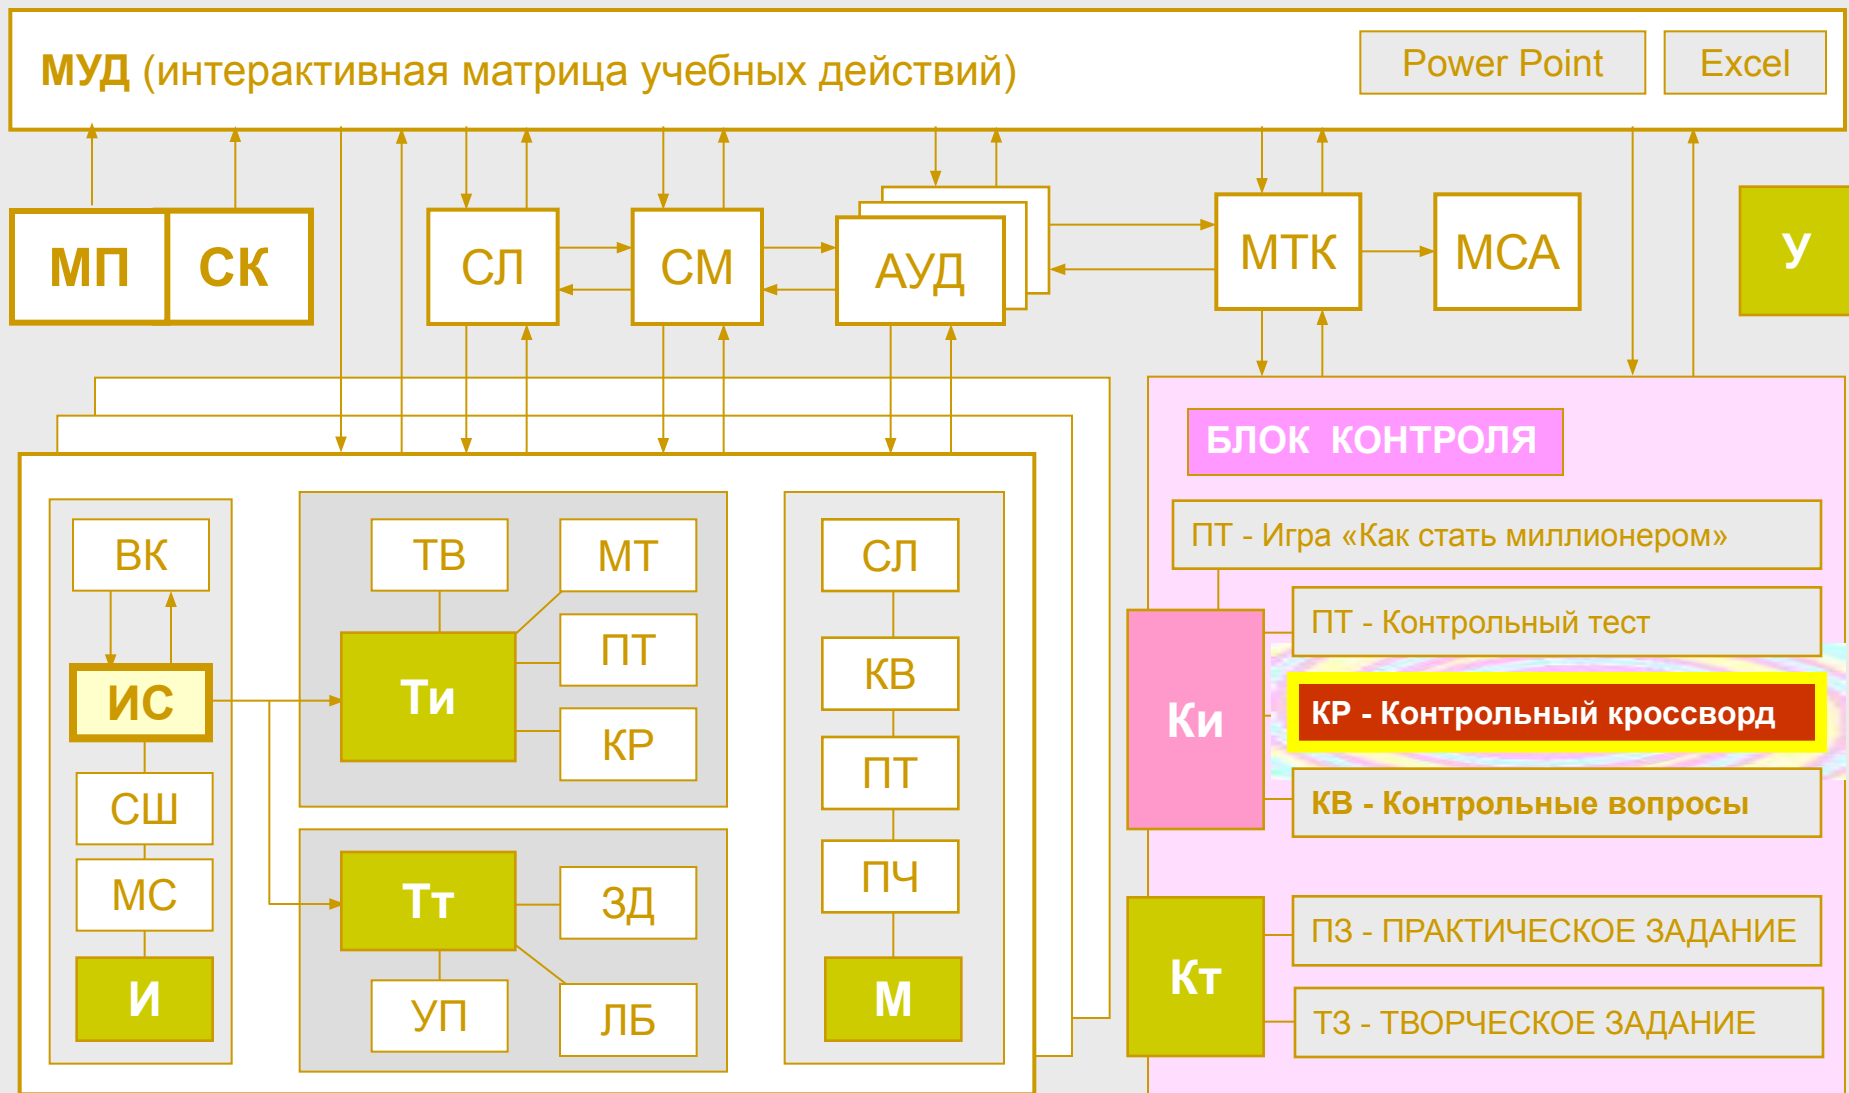 МУД (интерактивная матрица учебных действий)
Power Point
Excel
МП
СК
СЛ
СМ
АУД
МТК
МСА
У
ВК
ИС
СШ
МС
И
ТВ
МТ
ПТ
КР
Ти
Тт
ЗД
УП
ЛБ
СЛ
КВ
ПТ
ПЧ
М
БЛОК КОНТРОЛЯ
ПТ - Игра «Как стать миллионером»
Ки
ПТ - Контрольный тест
КР - Контрольный кроссворд
КВ - Контрольные вопросы
Кт
ПЗ - ПРАКТИЧЕСКОЕ ЗАДАНИЕ
ТЗ - ТВОРЧЕСКОЕ ЗАДАНИЕ